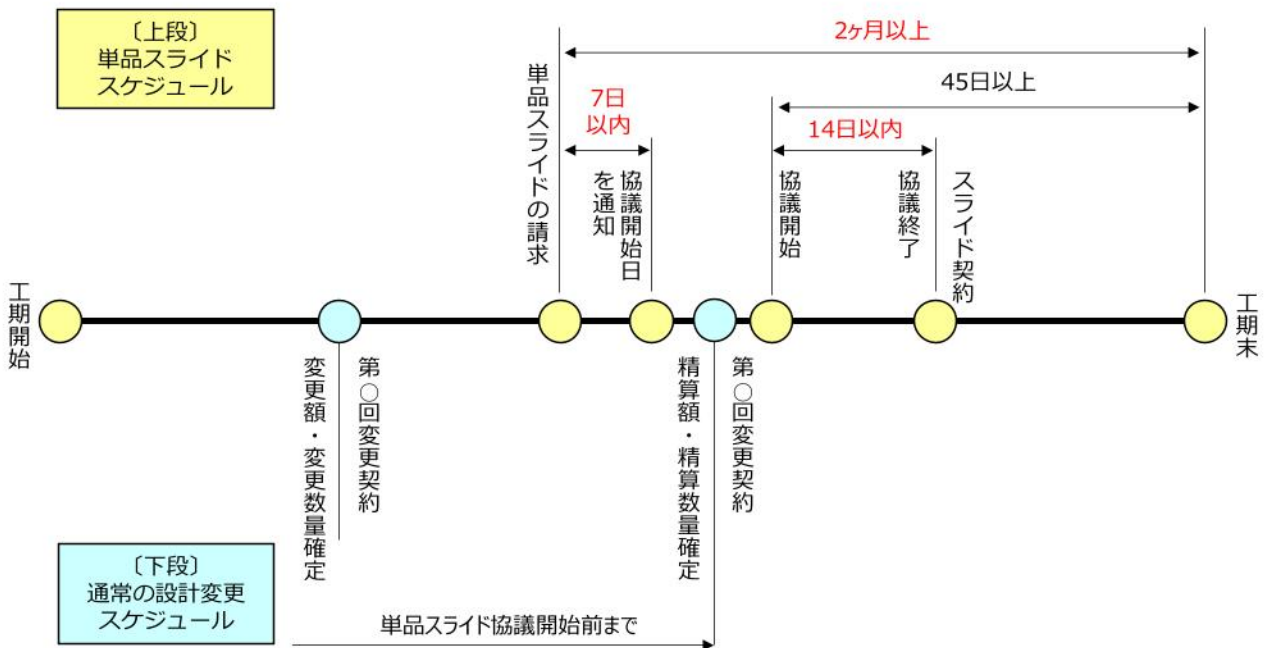 〔上段〕
単品スライド
スケジュール
2ヶ月以上
45日以上
7日
以内
14日以内
単品スライドの請求
協議開始日
を通知
協議開始
協議終了
スライド契約
工期開始
工期末
第○回変更契約
変更額・変更数量確定
第○回変更契約
精算額・精算数量確定
〔下段〕
通常の設計変更
スケジュール
単品スライド協議開始前まで